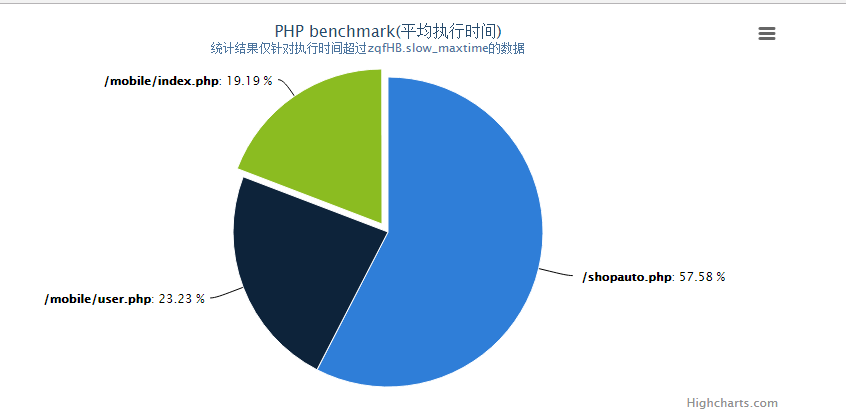 PHP benchmark(平均执行时间)
统计结果仅针对执行时间超过zqfHB.slow_maxtime的数据
/mobile/index.php: 19.19 %
/shopauto.php: 57.58 %
/mobile/user.php: 23.23 %
Highcharts.com